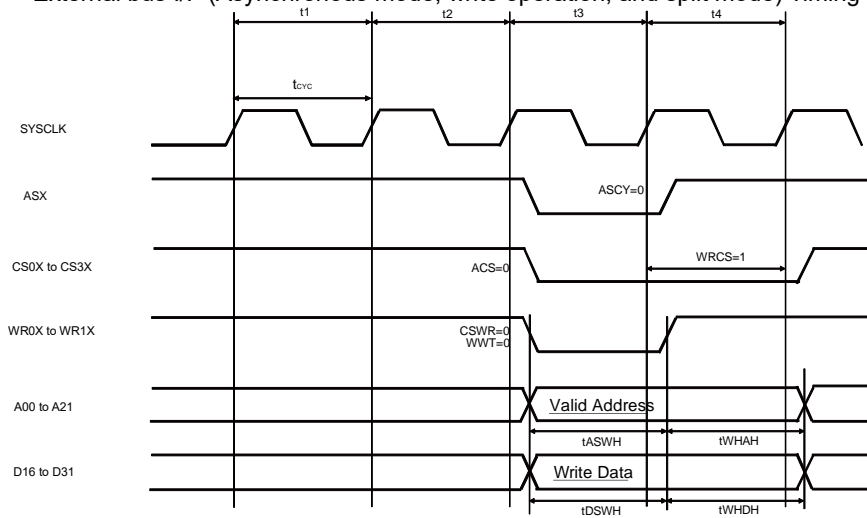 External bus I/F (Asynchronous mode, write operation, and split mode) Timing
t1 t2 t3 t4
tCYC
SYSCLK
ASX
ASCY=0
CS0X to CS3X
ACS=0
WRCS=1
WR0X to WR1X
CSWR=0
WWT=0
A00 to A21
Valid Address
tASWH tWHAH
D16 to D31
Write Data
tDSWH tWHDH